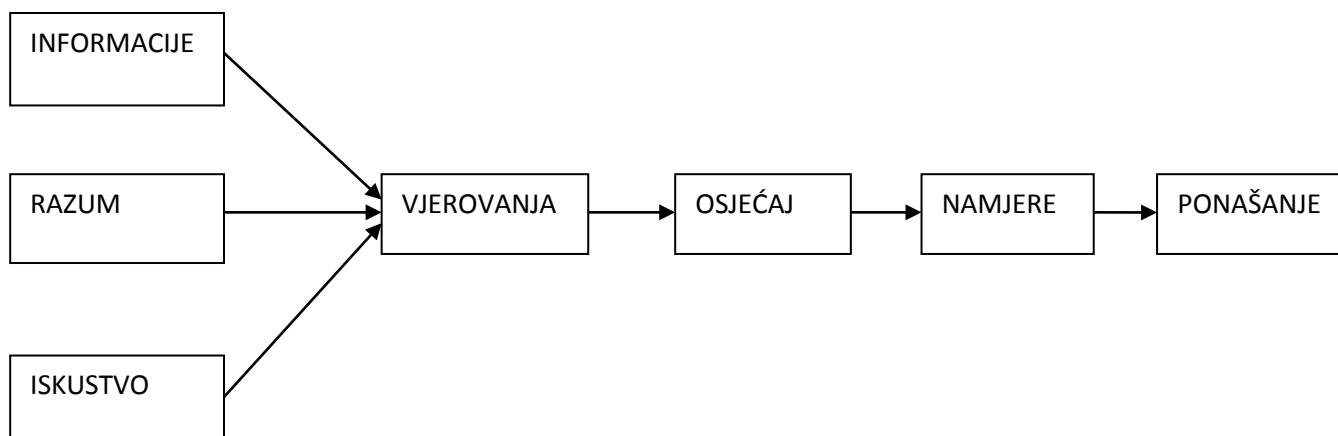 INFORMACIJE
RAZUM
VJEROVANJA
OSJEĆAJ
NAMJERE
PONAŠANJE
ISKUSTVO